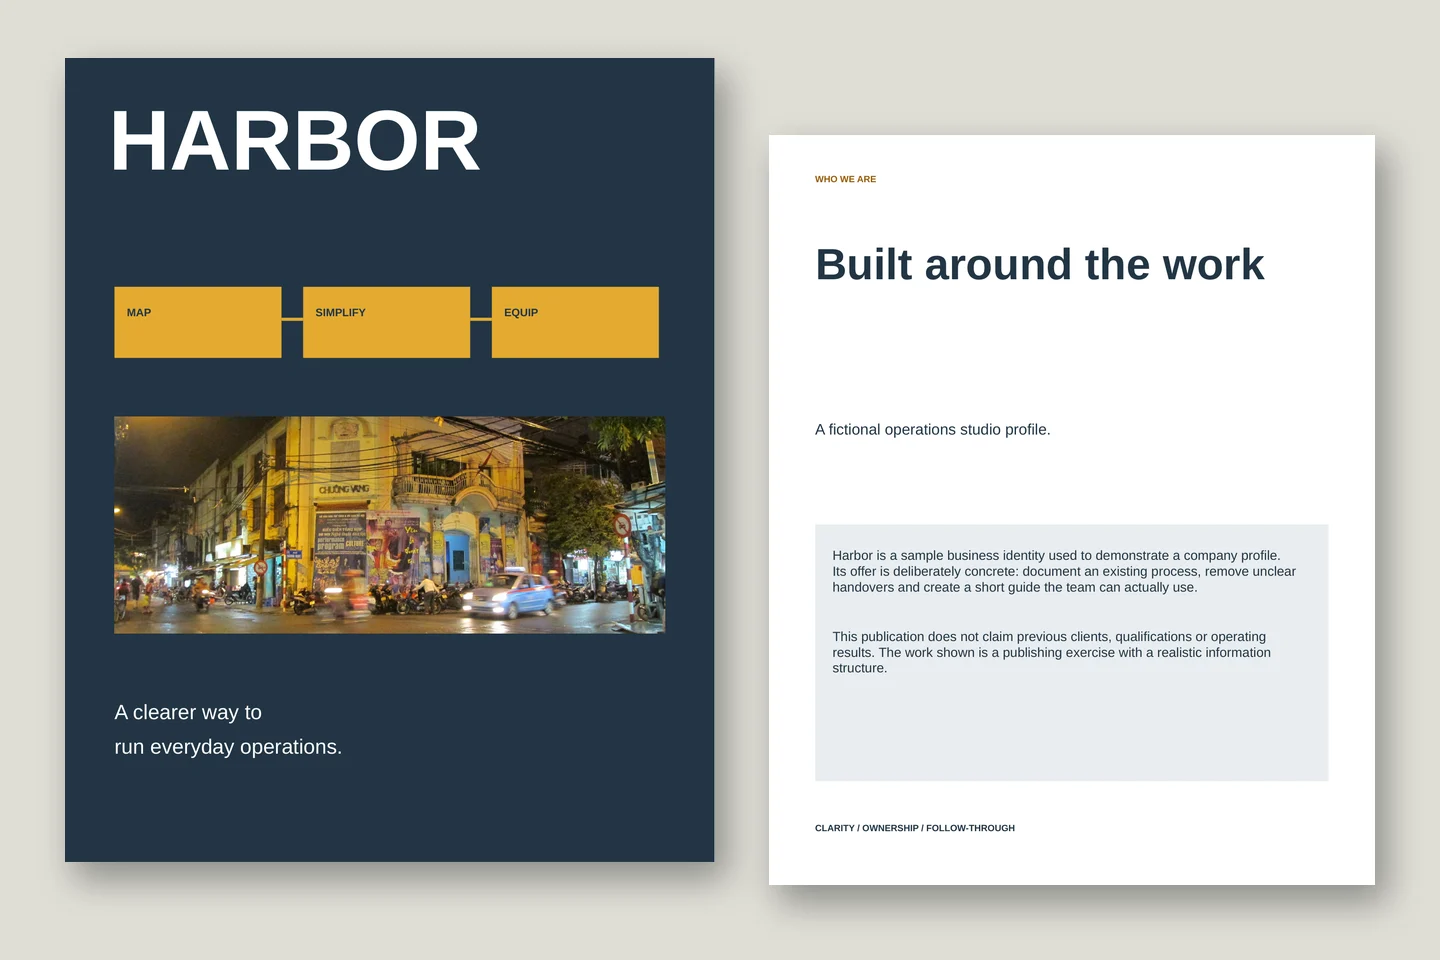 HARBOR
MAP
SIMPLIFY
EQUIP
CHUÔNG VÀNG
performance
program
A clearer way to
run everyday operations.
WHO WE ARE
Built around the work
A fictional operations studio profile.
Harbor is a sample business identity used to demonstrate a company profile.
Its offer is deliberately concrete: document an existing process, remove unclear
handovers and create a short guide the team can actually use.
This publication does not claim previous clients, qualifications or operating
results. The work shown is a publishing exercise with a realistic information
structure.
CLARITY / OWNERSHIP / FOLLOW-THROUGH